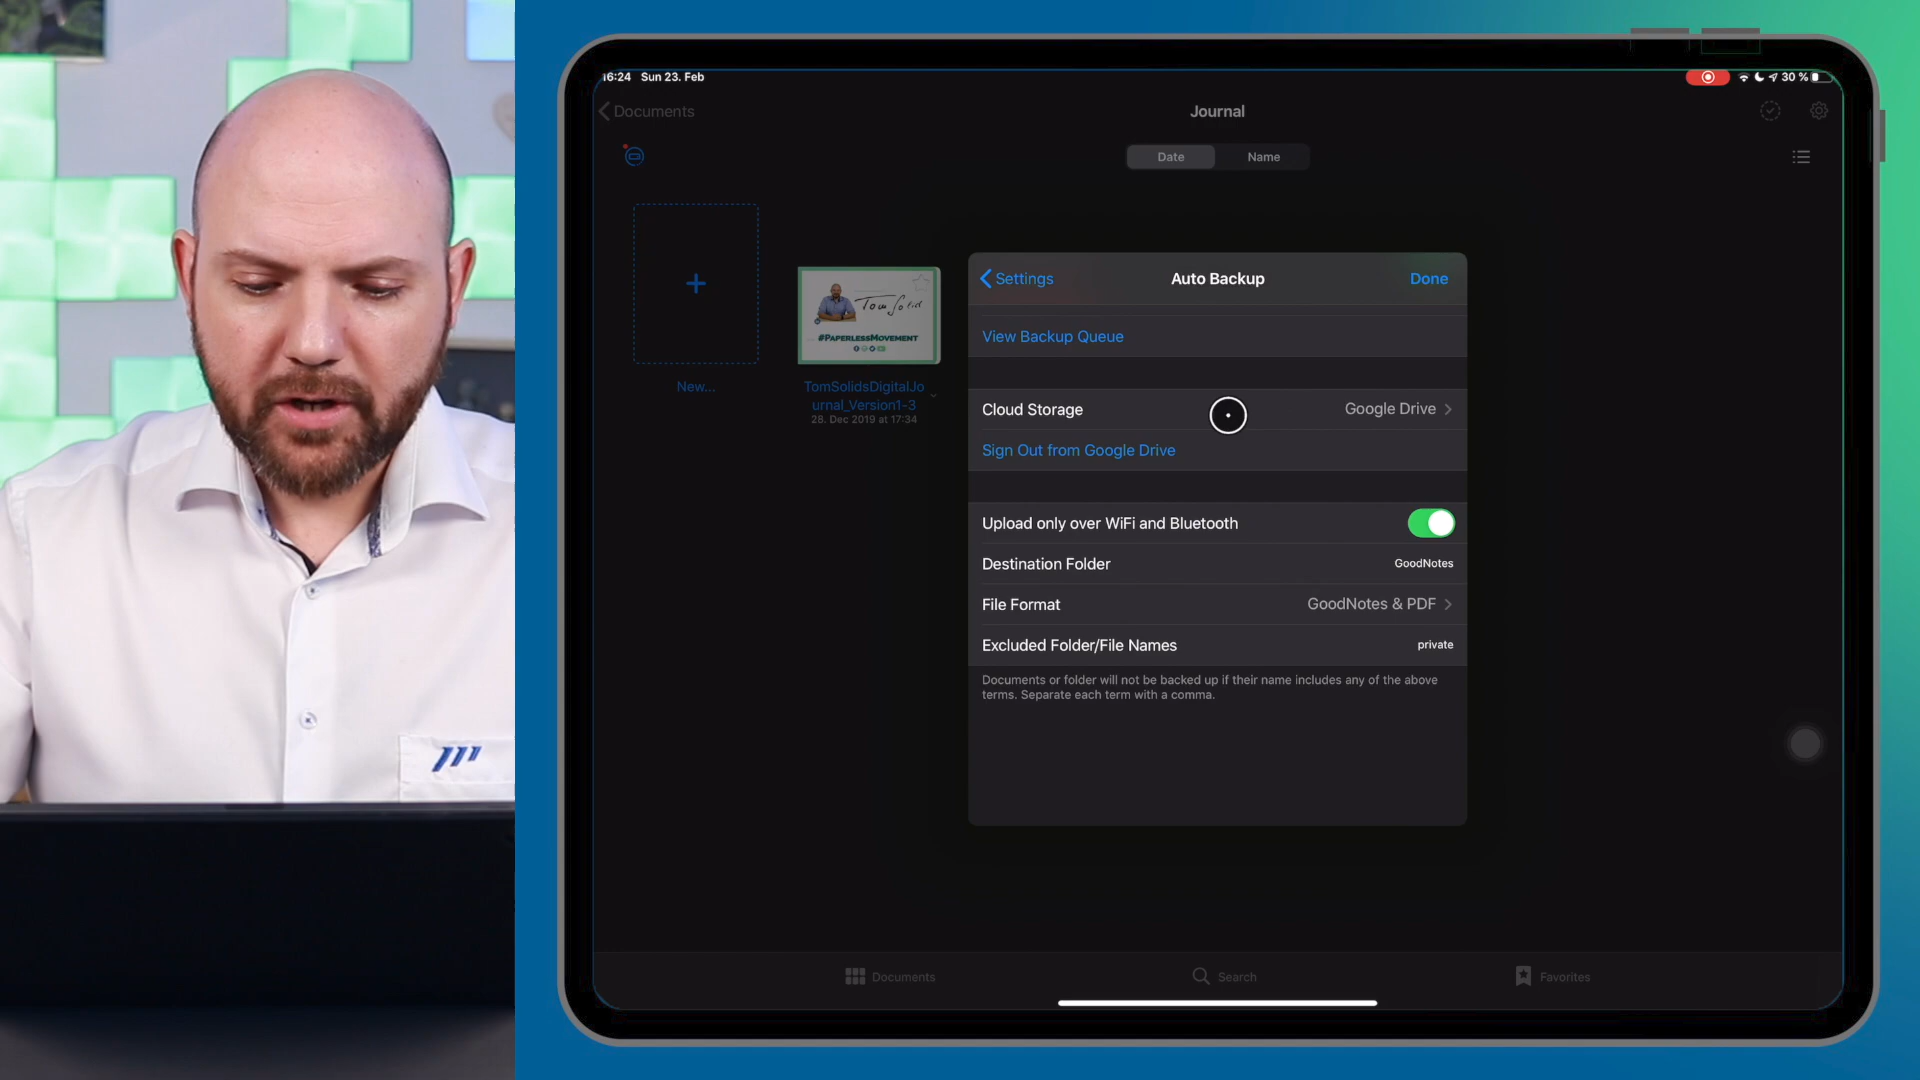 16:24 Sun 23. Feb
30 %
Documents
Journal
Date
Name
New...
Tom Solid
#PAPERLESSMOVEMENT
TomSolidsDigitalJo
urnal_Version1-3
28. Dec 2019 at 17:34
Settings
Auto Backup
Done
View Backup Queue
Cloud Storage
Google Drive
Sign Out from Google Drive
Upload only over WiFi and Bluetooth
Destination Folder
GoodNotes
File Format
GoodNotes & PDF
Excluded Folder/File Names
private
Documents or folder will not be backed up if their name includes any of the above
terms. Separate each term with a comma.
Documents
Search
Favorites